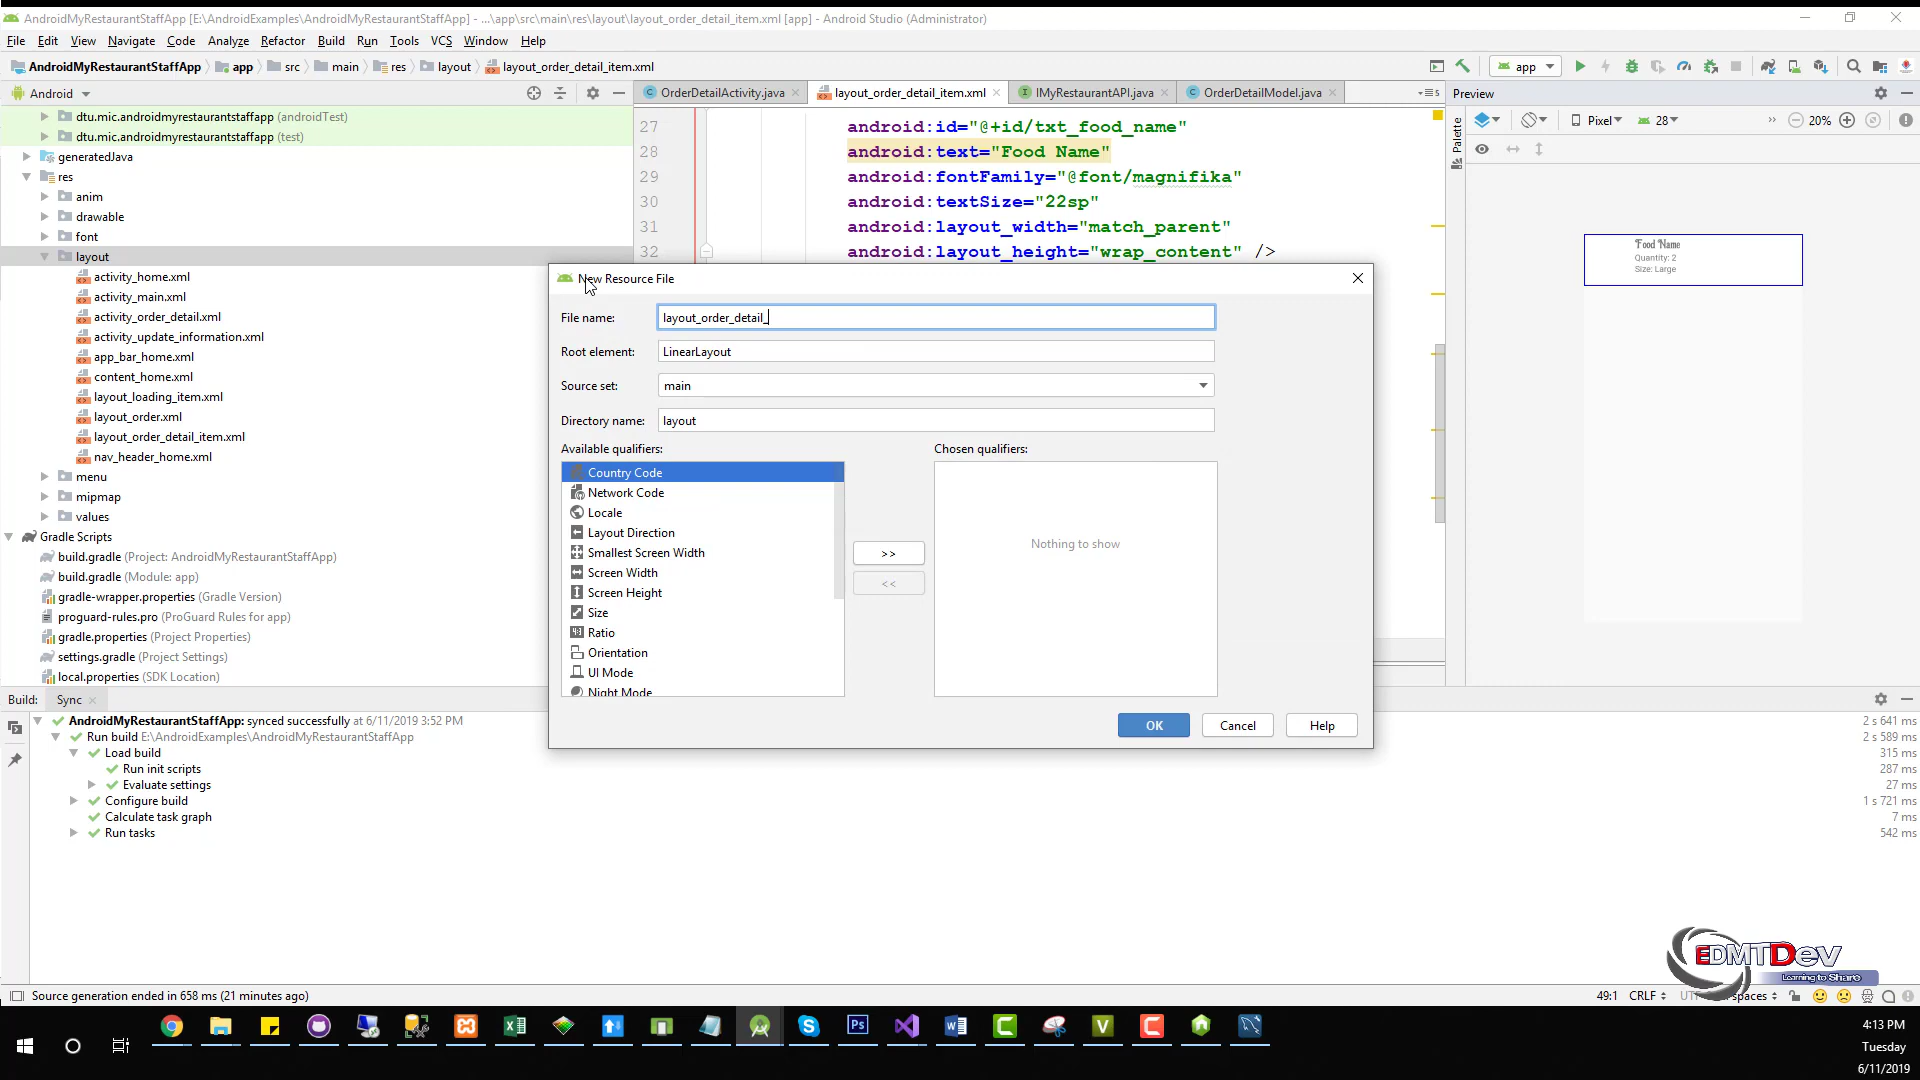 AndroidMyRestaurantStaffApp [E:\AndroidExamples\AndroidMyRestaurantStaffApp] - ...\app\src\main\res\layout\layout_order_detail_item.xml [app] - Android Studio (Administrator)
File Edit View Navigate Code Analyze Refactor Build Run Tools VCS Window Help
AndroidMyRestaurantStaffApp app src main res layout layout_order_detail_item.xml app
Android OrderDetailActivity.java layout_order_detail_item.xml IMyRestaurantAPI.java OrderDetailModel.java Preview
dtu.mic.androidmyrestaurantstaffapp (androidTest)
dtu.mic.androidmyrestaurantstaffapp (test)
generatedJava
res
anim
drawable
font
layout
activity_home.xml
activity_main.xml
activity_order_detail.xml
activity_update_information.xml
app_bar_home.xml
content_home.xml
layout_loading_item.xml
layout_order.xml
layout_order_detail_item.xml
nav_header_home.xml
menu
mipmap
values
Gradle Scripts
build.gradle (Project: AndroidMyRestaurantStaffApp)
build.gradle (Module: app)
gradle-wrapper.properties (Gradle Version)
proguard-rules.pro (ProGuard Rules for app)
gradle.properties (Project Properties)
settings.gradle (Project Settings)
local.properties (SDK Location)
27 android:id="@+id/txt_food_name"
28 android:text="Food Name"
29 android:fontFamily="@font/magnifika"
30 android:textSize="22sp"
31 android:layout_width="match_parent"
32 android:layout_height="wrap_content" />
Palette
Pixel 28 » 20%
Food Name
Quantity: 2
Size: Large
New Resource File
File name: layout_order_detail_
Root element: LinearLayout
Source set: main
Directory name: layout
Available qualifiers: Chosen qualifiers:
Country Code
Network Code
Locale
Layout Direction
Smallest Screen Width
Screen Width
Screen Height
Size
Ratio
Orientation
UI Mode
Night Mode
>>
<<
Nothing to show
OK Cancel Help
Build: Sync
AndroidMyRestaurantStaffApp: synced successfully at 6/11/2019 3:52 PM 2 s 641 ms
Run build E:\AndroidExamples\AndroidMyRestaurantStaffApp 2 s 589 ms
Load build 315 ms
Run init scripts 287 ms
Evaluate settings 27 ms
Configure build 1 s 721 ms
Calculate task graph 7 ms
Run tasks 542 ms
EDMTDev
Learning to Share
Source generation ended in 658 ms (21 minutes ago) 49:1 CRLF spaces
4:13 PM
Tuesday
6/11/2019